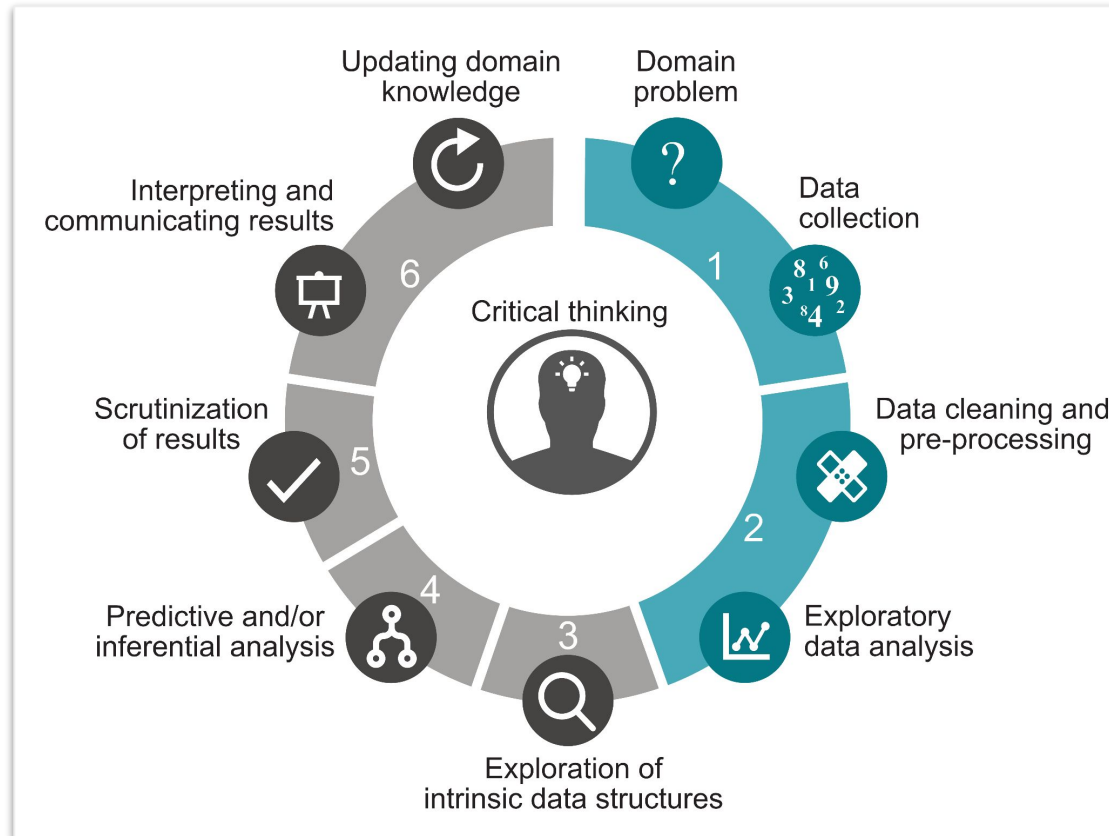 Updating domain
knowledge
Domain
problem
?
Interpreting and
communicating results
Data
collection
8 6
3 1 9
8 4 2
6
1
Critical thinking
Scrutinization
of results
5
Data cleaning and
pre-processing
2
Predictive and/or
inferential analysis
4
3
Exploratory
data analysis
Exploration of
intrinsic data structures